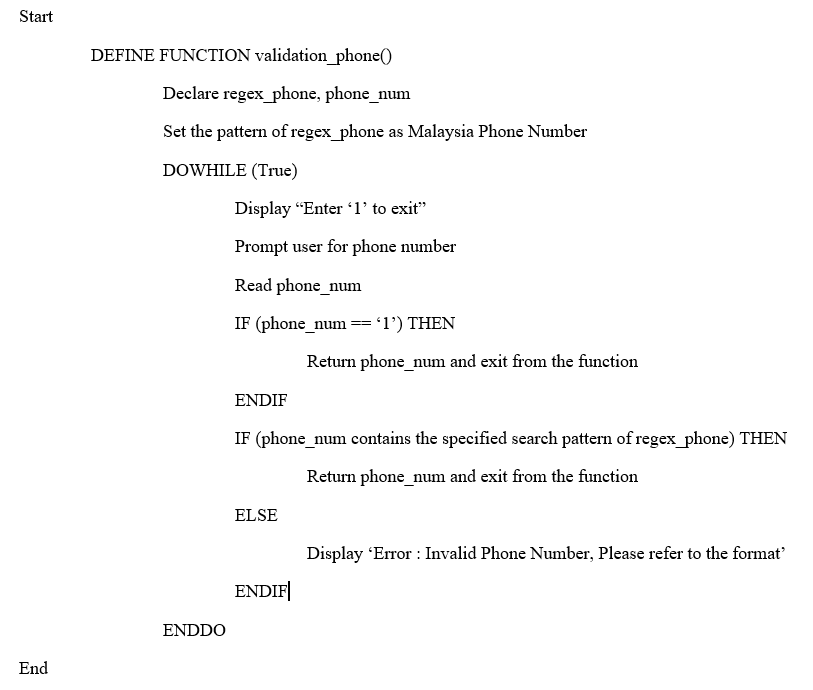 Start
DEFINE FUNCTION validation_phone()
Declare regex_phone, phone_num
Set the pattern of regex_phone as Malaysia Phone Number
DOWHILE (True)
Display “Enter ‘1’ to exit”
Prompt user for phone number
Read phone_num
IF (phone_num == ‘1’) THEN
Return phone_num and exit from the function
ENDIF
IF (phone_num contains the specified search pattern of regex_phone) THEN
Return phone_num and exit from the function
ELSE
Display ‘Error : Invalid Phone Number, Please refer to the format’
ENDIF
ENDDO
End